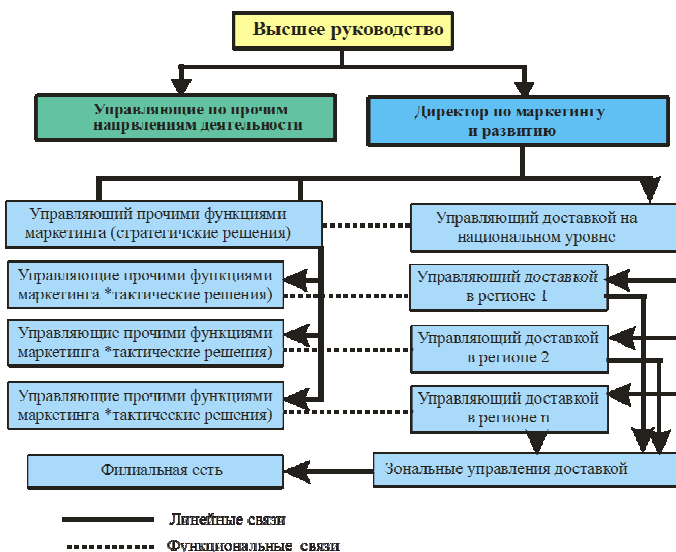 Высшее руководство
Управляющие по прочим
напрвлениям деятельности
Директор по маркетингу
и развитию
Управляющий прочими функциями
маркетинга (стратегичские решения)
Управляющий доставкой на
национальном уровне
Управляющие прочими функциями
маркетинга *тактические решения)
Управляющий доставкой
в регионе 1
Управляющие прочими функциями
маркетинга *тактические решения)
Управляющий доставкой
в регионе 2
Управляющие прочими функциями
маркетинга *тактические решения)
Управляющий доставкой
в регионе n
Филиальная сеть
Зональные управления доставкой
Линейные связи
Функциональные связи